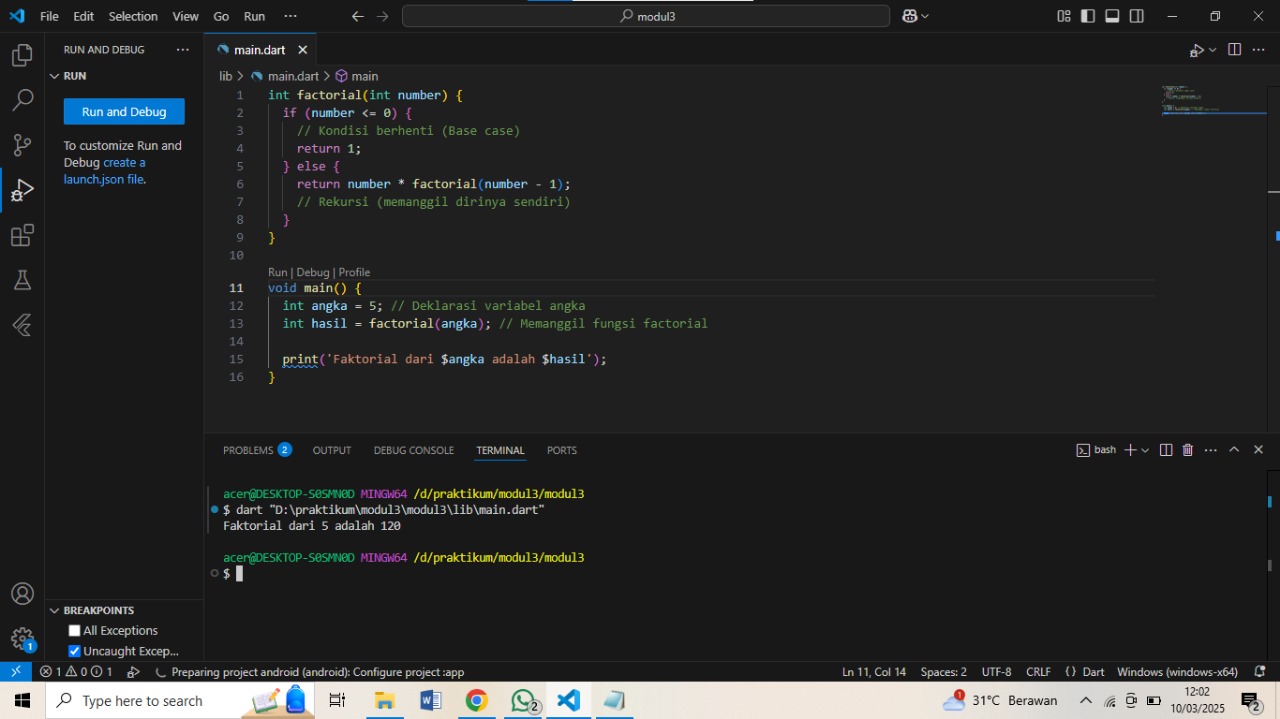 File Edit Selection View Go Run ··· modul3
RUN AND DEBUG ···
RUN
Run and Debug
To customize Run and
Debug create a
launch.json file.
main.dart
lib > main.dart > main
1 int factorial(int number) {
2 if (number <= 0) {
3 // Kondisi berhenti (Base case)
4 return 1;
5 } else {
6 return number * factorial(number - 1);
7 // Rekursi (memanggil dirinya sendiri)
8 }
9 }
10
Run | Debug | Profile
11 void main() {
12 int angka = 5; // Deklarasi variabel angka
13 int hasil = factorial(angka); // Memanggil fungsi factorial
14
15 print('Faktorial dari $angka adalah $hasil');
16 }
PROBLEMS 2 OUTPUT DEBUG CONSOLE TERMINAL PORTS bash
acer@DESKTOP-S0SMN0D MINGW64 /d/praktikum/modul3/modul3
$ dart "D:\praktikum\modul3\modul3\lib\main.dart"
Faktorial dari 5 adalah 120
acer@DESKTOP-S0SMN0D MINGW64 /d/praktikum/modul3/modul3
$
BREAKPOINTS
All Exceptions
Uncaught Excep...
1
1 0 1 Preparing project android (android): Configure project :app Ln 11, Col 14 Spaces: 2 UTF-8 CRLF {} Dart Windows (windows-x64)
Type here to search 2 1 31°C Berawan 12:02
10/03/2025 2